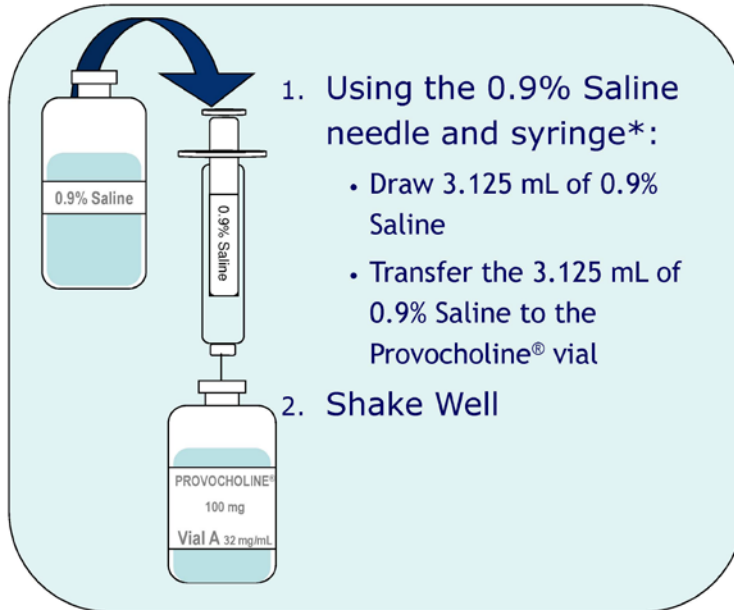 0.9% Saline
0.9% Saline
PROVOCHOLINE®
100 mg
Vial A 32 mg/mL
1. Using the 0.9% Saline
needle and syringe*:
• Draw 3.125 mL of 0.9%
Saline
• Transfer the 3.125 mL of
0.9% Saline to the
Provocholine® vial
2. Shake Well